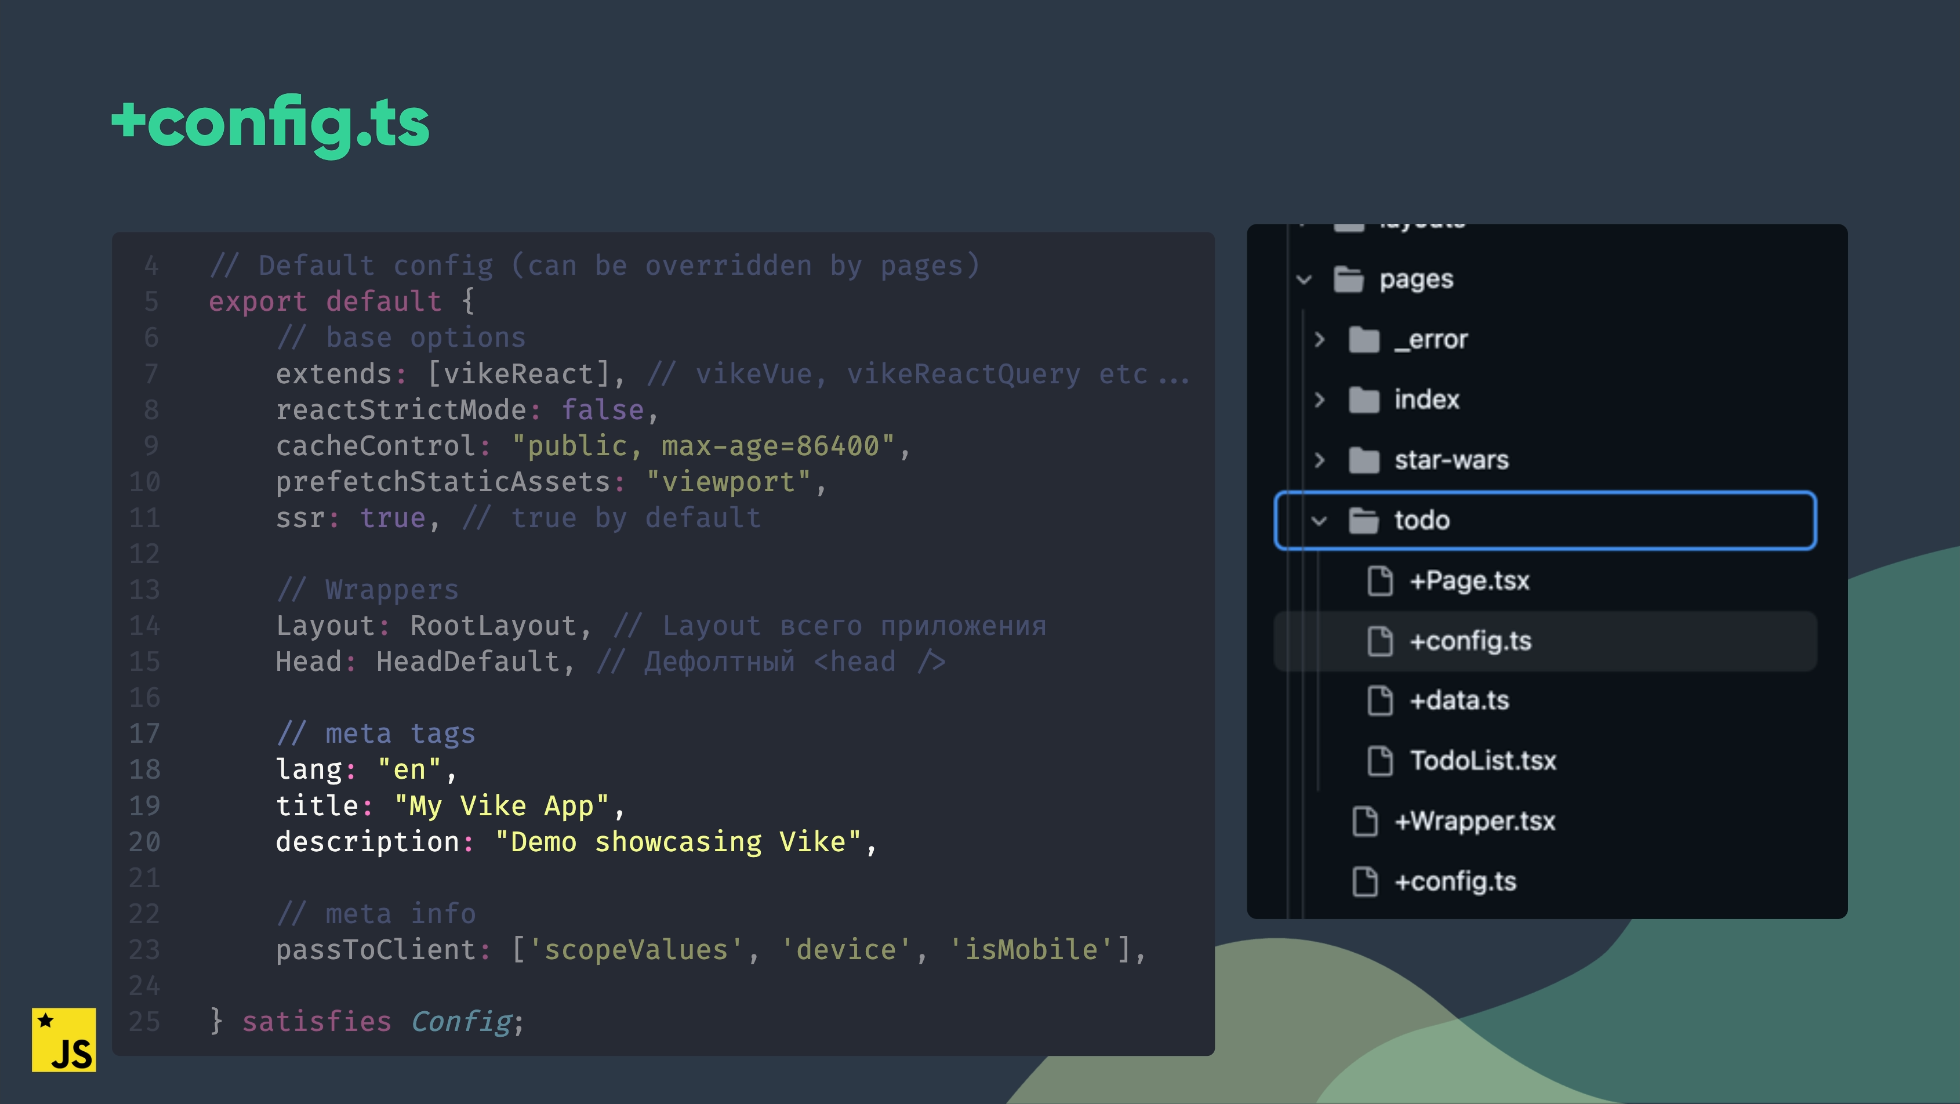 +config.ts
4 // Default config (can be overridden by pages)
5 export default {
6 // base options
7 extends: [vikeReact], // vikeVue, vikeReactQuery etc...
8 reactStrictMode: false,
9 cacheControl: "public, max-age=86400",
10 prefetchStaticAssets: "viewport",
11 ssr: true, // true by default
12
13 // Wrappers
14 Layout: RootLayout, // Layout всего приложения
15 Head: HeadDefault, // Дефолтный <head />
16
17 // meta tags
18 lang: "en",
19 title: "My Vike App",
20 description: "Demo showcasing Vike",
21
22 // meta info
23 passToClient: ['scopeValues', 'device', 'isMobile'],
24
25 } satisfies Config;
layouts
pages
_error
index
star-wars
todo
+Page.tsx
+config.ts
+data.ts
TodoList.tsx
+Wrapper.tsx
+config.ts
JS